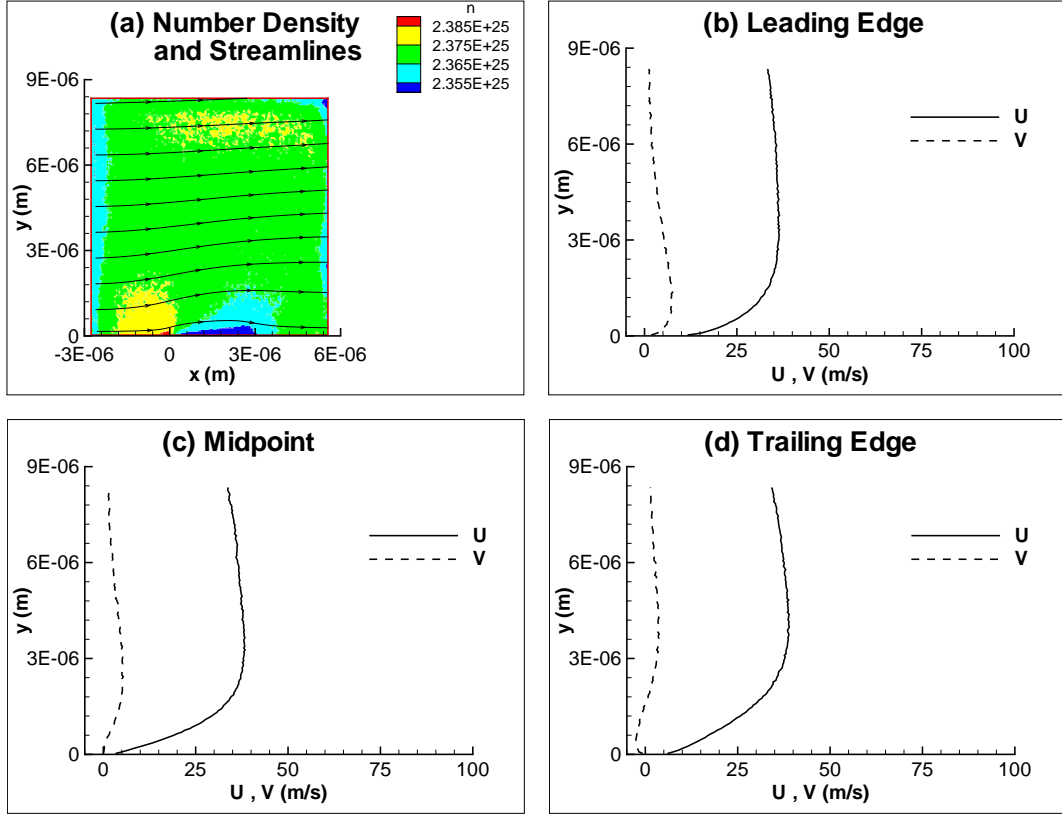 (a) Number Density
and Streamlines
n
2.385E+25
2.375E+25
2.365E+25
2.355E+25
9E-06
6E-06
3E-06
0
y (m)
-3E-06 0 3E-06 6E-06
x (m)
(b) Leading Edge
9E-06
6E-06
3E-06
0
y (m)
U
V
0 25 50 75 100
U , V (m/s)
(c) Midpoint
9E-06
6E-06
3E-06
0
y (m)
U
V
0 25 50 75 100
U , V (m/s)
(d) Trailing Edge
9E-06
6E-06
3E-06
0
y (m)
U
V
0 25 50 75 100
U , V (m/s)